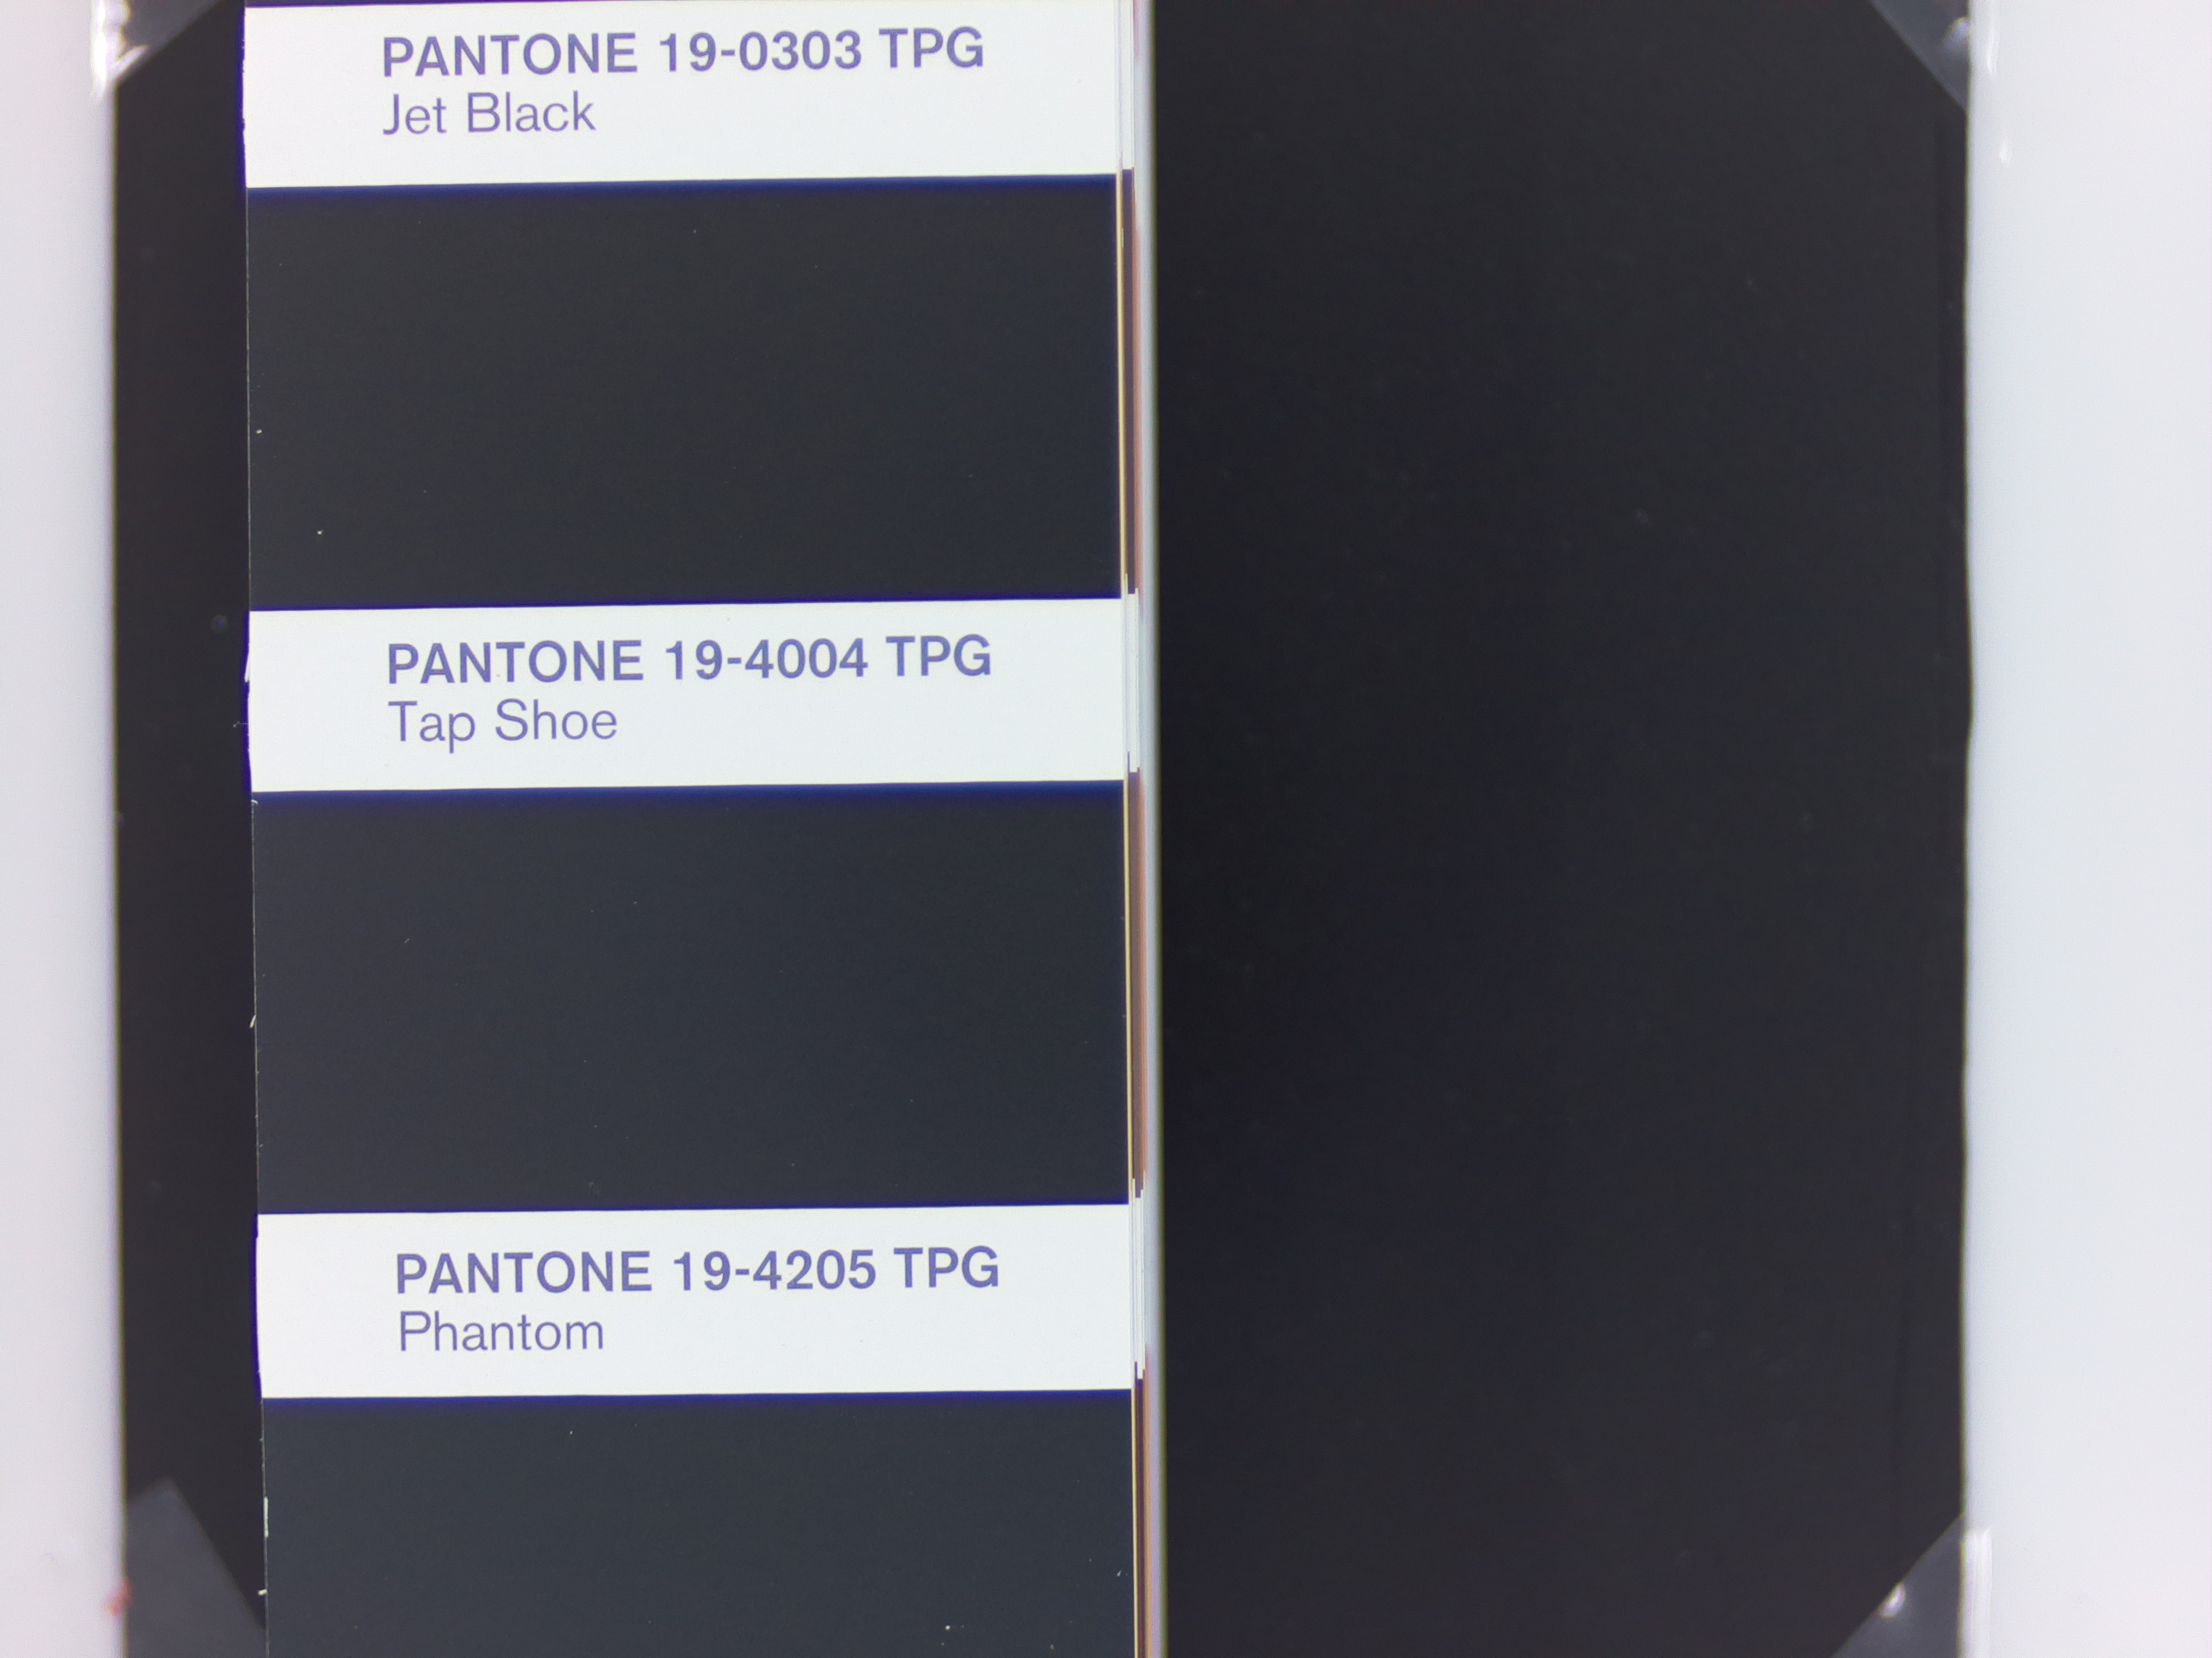 PANTONE 19-0303 TPG
Jet Black
PANTONE 19-4004 TPG
Tap Shoe
PANTONE 19-4205 TPG
Phantom